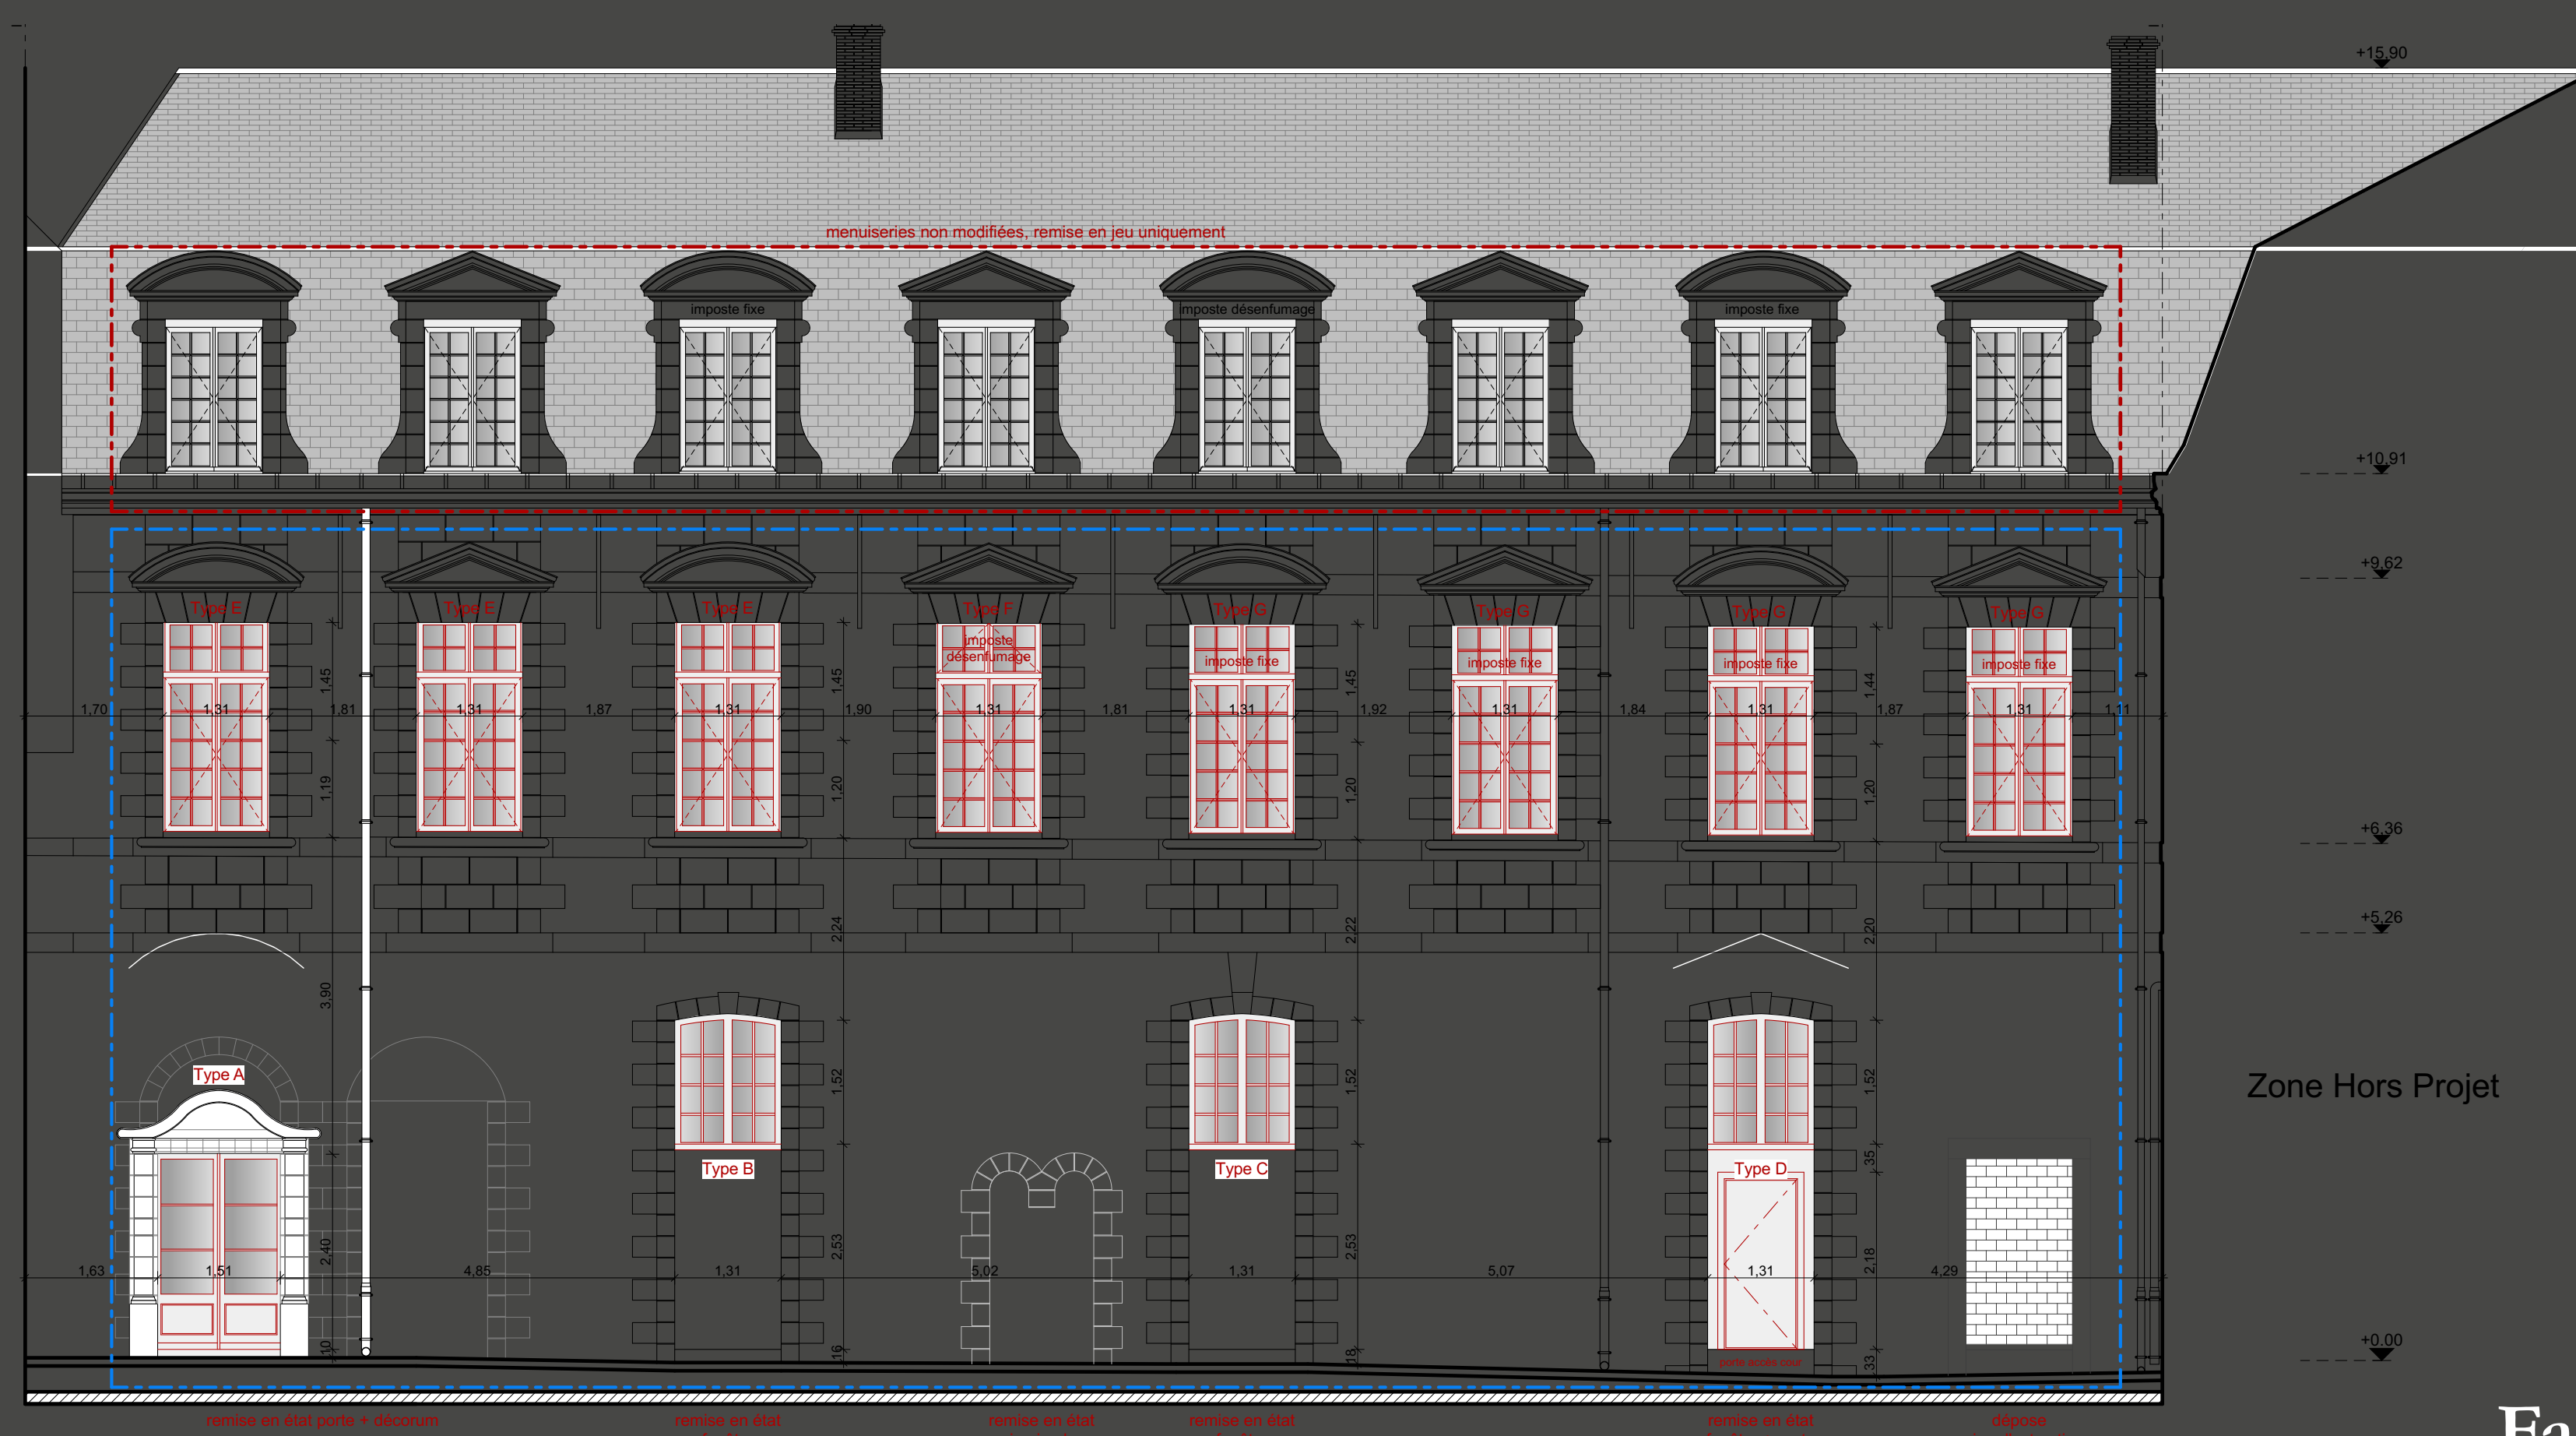 +15,90
menuiseries non modifiées, remise en jeu uniquement
imposte fixe
imposte désenfumage
imposte fixe
+10,91
+9,62
Type E
Type E
Type E
Type F
Type G
Type G
Type G
Type G
imposte
désenfumage
imposte fixe
imposte fixe
imposte fixe
imposte fixe
1,45
1,45
1,45
1,44
1,70
1,31
1,81
1,31
1,87
1,31
1,90
1,31
1,81
1,31
1,92
1,31
1,84
1,31
1,87
1,31
1,11
1,19
1,20
1,20
1,20
+6,36
+5,26
2,24
2,22
2,20
3,90
Type A
1,52
1,52
1,52
Zone Hors Projet
Type B
Type C
Type D
35
2,40
2,53
2,53
2,18
1,63
1,51
4,85
1,31
5,02
1,31
5,07
1,31
4,29
+0,00
10
16
18
33
porte accés cour
remise en état porte + décorum
remise en état
remise en état
remise en état
remise en état
dépose